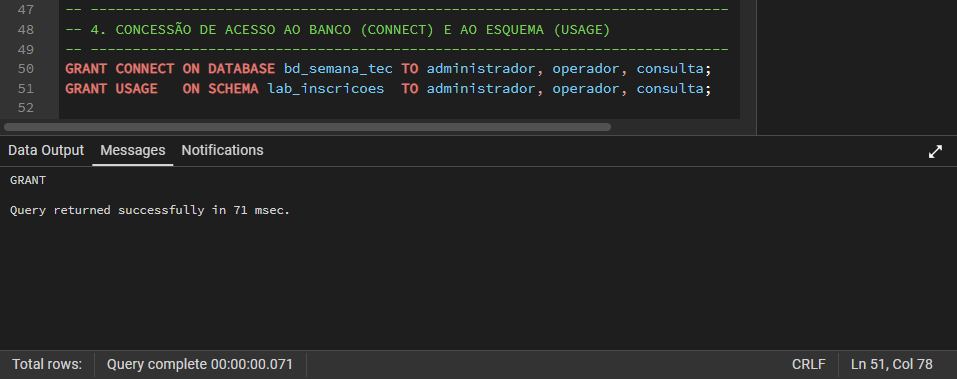 47 -- ----------------------------------------------------------------------------
48 -- 4. CONCESSÃO DE ACESSO AO BANCO (CONNECT) E AO ESQUEMA (USAGE)
49 -- ----------------------------------------------------------------------------
50 GRANT CONNECT ON DATABASE bd_semana_tec TO administrador, operador, consulta;
51 GRANT USAGE   ON SCHEMA lab_inscricoes  TO administrador, operador, consulta;
52
Data Output Messages Notifications
GRANT
Query returned successfully in 71 msec.
Total rows: Query complete 00:00:00.071 CRLF Ln 51, Col 78